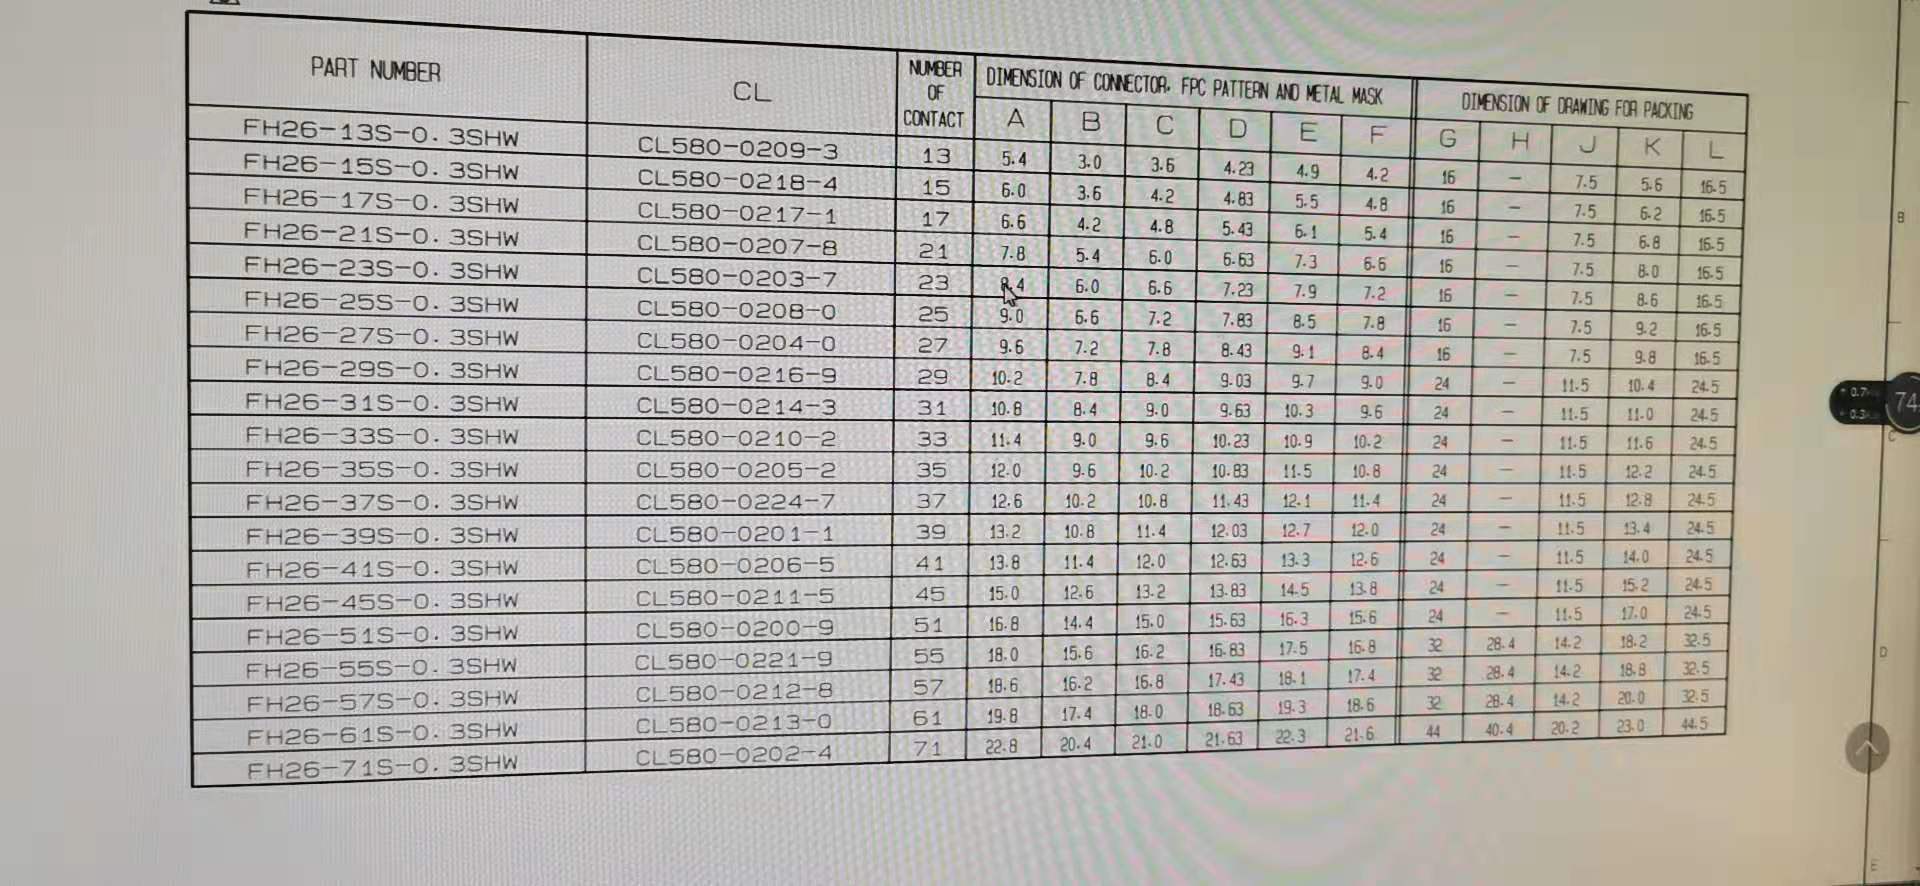 PART NUMBER CL NUMBER OF CONTACT DIMENSION OF CONNECTOR, FPC PATTERN AND METAL MASK DIMENSION OF DRAWING FOR PACKING
A B C D E F G H J K L
FH26-13S-0.3SHW CL580-0209-3 13 5.4 3.0 3.6 4.23 4.9 4.2 16 - 7.5 5.6 16.5
FH26-15S-0.3SHW CL580-0218-4 15 6.0 3.6 4.2 4.83 5.5 4.8 16 - 7.5 6.2 16.5
FH26-17S-0.3SHW CL580-0217-1 17 6.6 4.2 4.8 5.43 6.1 5.4 16 - 7.5 6.8 16.5
FH26-21S-0.3SHW CL580-0207-8 21 7.8 5.4 6.0 6.63 7.3 6.6 16 - 7.5 8.0 16.5
FH26-23S-0.3SHW CL580-0203-7 23 8.4 6.0 6.6 7.23 7.9 7.2 16 - 7.5 8.6 16.5
FH26-25S-0.3SHW CL580-0208-0 25 9.0 6.6 7.2 7.83 8.5 7.8 16 - 7.5 9.2 16.5
FH26-27S-0.3SHW CL580-0204-0 27 9.6 7.2 7.8 8.43 9.1 8.4 16 - 7.5 9.8 16.5
FH26-29S-0.3SHW CL580-0216-9 29 10.2 7.8 8.4 9.03 9.7 9.0 24 - 11.5 10.4 24.5
FH26-31S-0.3SHW CL580-0214-3 31 10.8 8.4 9.0 9.63 10.3 9.6 24 - 11.5 11.0 24.5
FH26-33S-0.3SHW CL580-0210-2 33 11.4 9.0 9.6 10.23 10.9 10.2 24 - 11.5 11.6 24.5
FH26-35S-0.3SHW CL580-0205-2 35 12.0 9.6 10.2 10.83 11.5 10.8 24 - 11.5 12.2 24.5
FH26-37S-0.3SHW CL580-0224-7 37 12.6 10.2 10.8 11.43 12.1 11.4 24 - 11.5 12.8 24.5
FH26-39S-0.3SHW CL580-0201-1 39 13.2 10.8 11.4 12.03 12.7 12.0 24 - 11.5 13.4 24.5
FH26-41S-0.3SHW CL580-0206-5 41 13.8 11.4 12.0 12.63 13.3 12.6 24 - 11.5 14.0 24.5
FH26-45S-0.3SHW CL580-0211-5 45 15.0 12.6 13.2 13.83 14.5 13.8 24 - 11.5 15.2 24.5
FH26-51S-0.3SHW CL580-0200-9 51 16.8 14.4 15.0 15.63 16.3 15.6 24 - 11.5 17.0 24.5
FH26-55S-0.3SHW CL580-0221-9 55 18.0 15.6 16.2 16.83 17.5 16.8 32 28.4 14.2 18.2 32.5
FH26-57S-0.3SHW CL580-0212-8 57 18.6 16.2 16.8 17.43 18.1 17.4 32 28.4 14.2 18.8 32.5
FH26-61S-0.3SHW CL580-0213-0 61 19.8 17.4 18.0 18.63 19.3 18.6 32 28.4 14.2 20.0 32.5
FH26-71S-0.3SHW CL580-0202-4 71 22.8 20.4 21.0 21.63 22.3 21.6 44 40.4 20.2 23.0 44.5
B
74
C
D
E